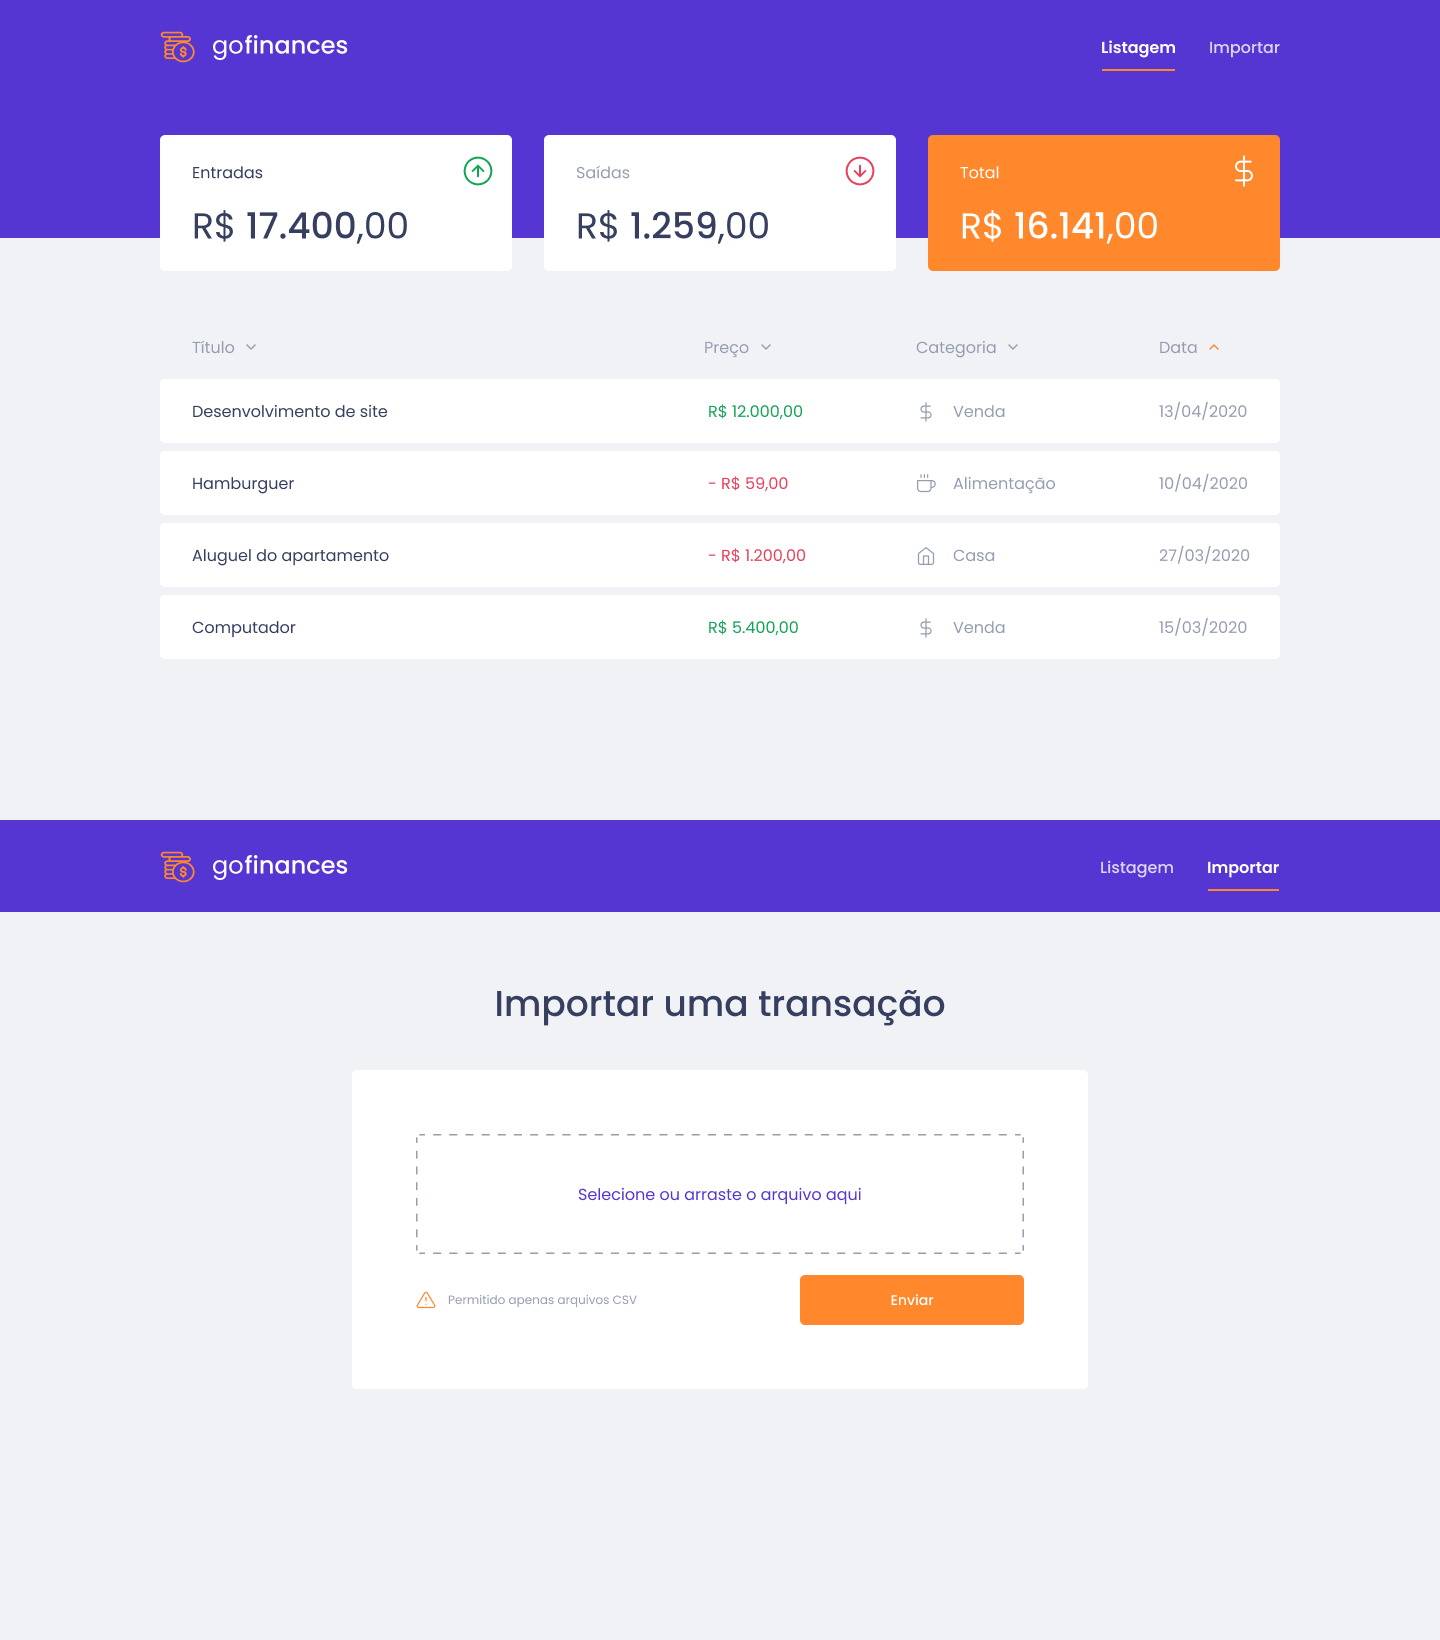 gofinances
Listagem Importar
Entradas
R$ 17.400,00
Saídas
R$ 1.259,00
Total
R$ 16.141,00
Título Preço Categoria Data
Desenvolvimento de site R$ 12.000,00 Venda 13/04/2020
Hamburguer - R$ 59,00 Alimentação 10/04/2020
Aluguel do apartamento - R$ 1.200,00 Casa 27/03/2020
Computador R$ 5.400,00 Venda 15/03/2020
gofinances
Listagem Importar
Importar uma transação
Selecione ou arraste o arquivo aqui
Permitido apenas arquivos CSV
Enviar